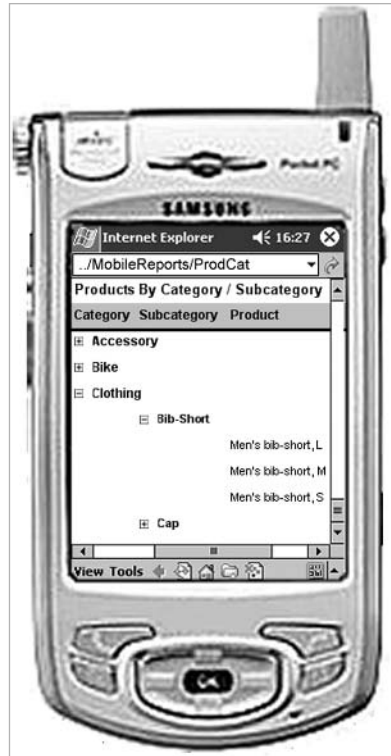 Pocket PC
SAMSUNG
Internet Explorer 16:27
../MobileReports/ProdCat
Products By Category / Subcategory
Category Subcategory Product
Accessory
Bike
Clothing
Bib-Short
Men's bib-short, L
Men's bib-short, M
Men's bib-short, S
Cap
View Tools